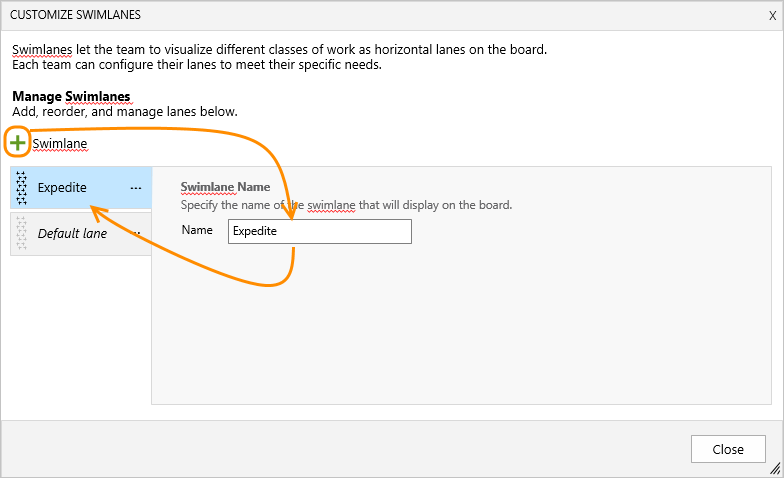 CUSTOMIZE SWIMLANES X
Swimlanes let the team to visualize different classes of work as horizontal lanes on the board.
Each team can configure their lanes to meet their specific needs.
Manage Swimlanes
Add, reorder, and manage lanes below.
Swimlane
Expedite ...
Default lane ...
Swimlane Name
Specify the name of the swimlane that will display on the board.
Name Expedite
Close